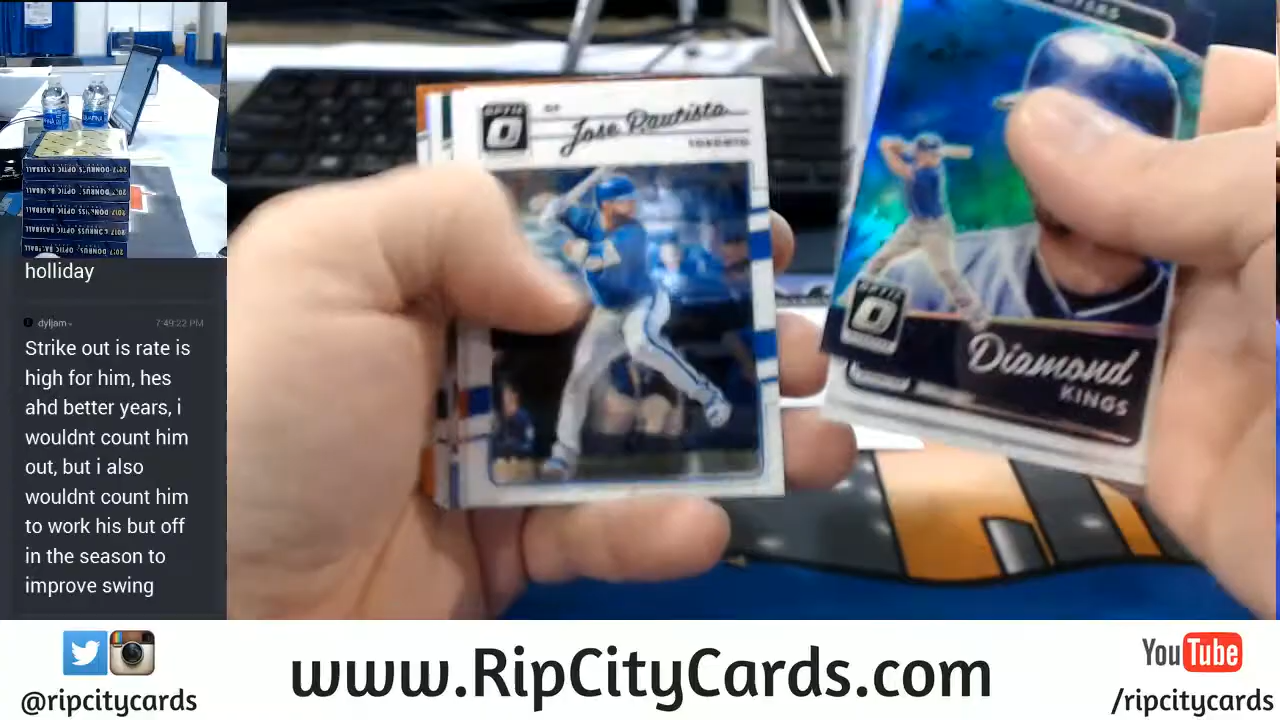 holliday
dyljam
7:49:22 PM
Strike out is rate is
high for him, hes
ahd better years, i
wouldnt count him
out, but i also
wouldnt count him
to work his but off
in the season to
improve swing
OPTIC
Jose Bautista
TORONTO
OPTIC
Diamond
KINGS
2017 DONRUSS OPTIC BASEBALL
@ripcitycards
www.RipCityCards.com
YouTube
/ripcitycards